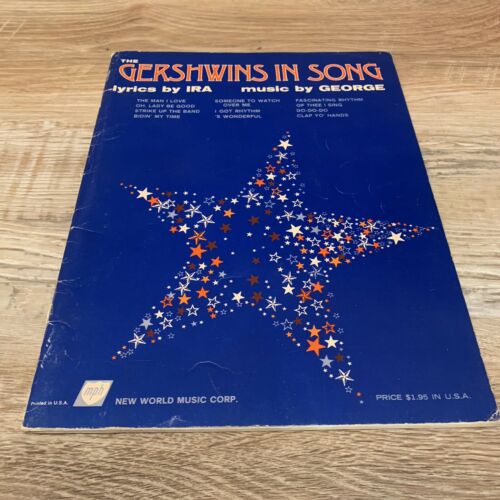 THE
GERSHWINS IN SONG
lyrics by IRA music by GEORGE
THE MAN I LOVE
OH, LADY BE GOOD
STRIKE UP THE BAND
BIDIN' MY TIME
SOMEONE TO WATCH
OVER ME
I GOT RHYTHM
'S WONDERFUL
FASCINATING RHYTHM
OF THEE I SING
DO-DO-DO
CLAP YO' HANDS
Printed in U.S.A.
mph
NEW WORLD MUSIC CORP.
PRICE $1.95 IN U.S.A.